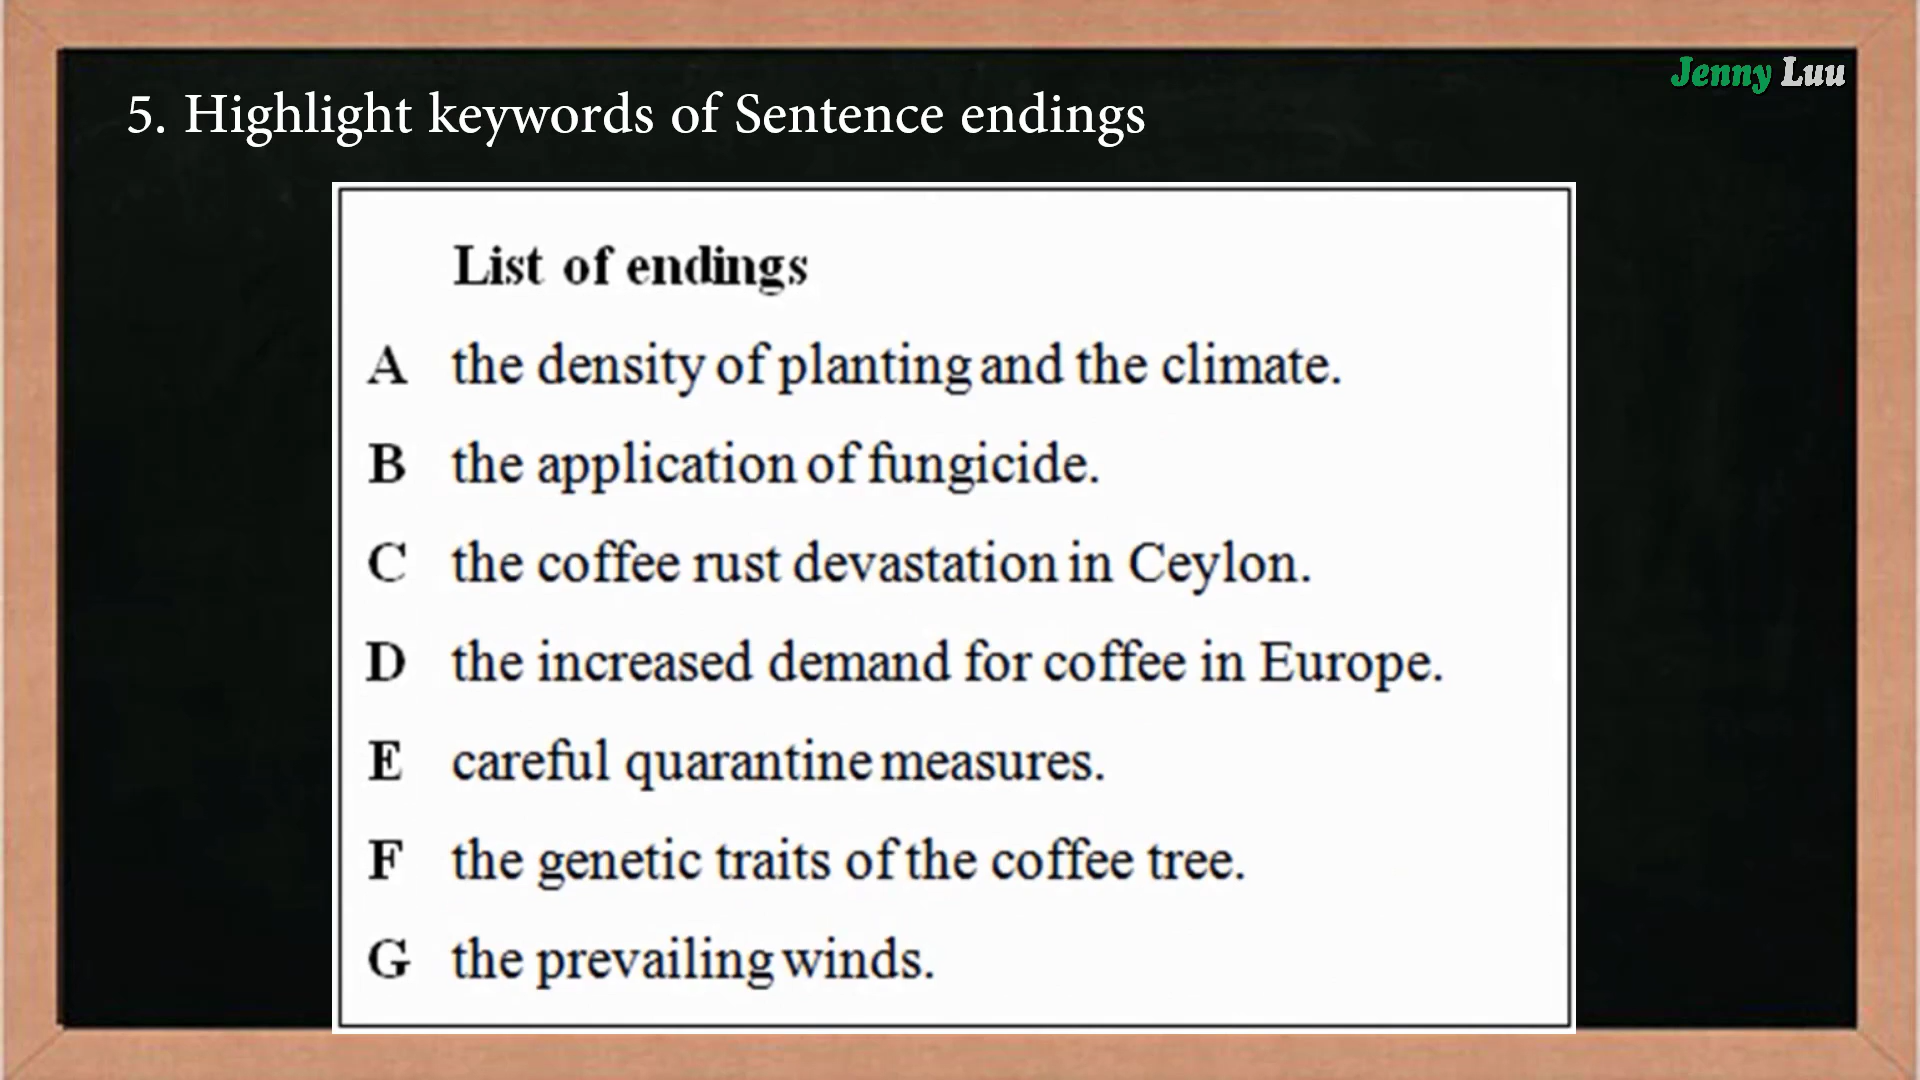 Jenny Luu
5. Highlight keywords of Sentence endings
List of endings
A the density of planting and the climate.
B the application of fungicide.
C the coffee rust devastation in Ceylon.
D the increased demand for coffee in Europe.
E careful quarantine measures.
F the genetic traits of the coffee tree.
G the prevailing winds.